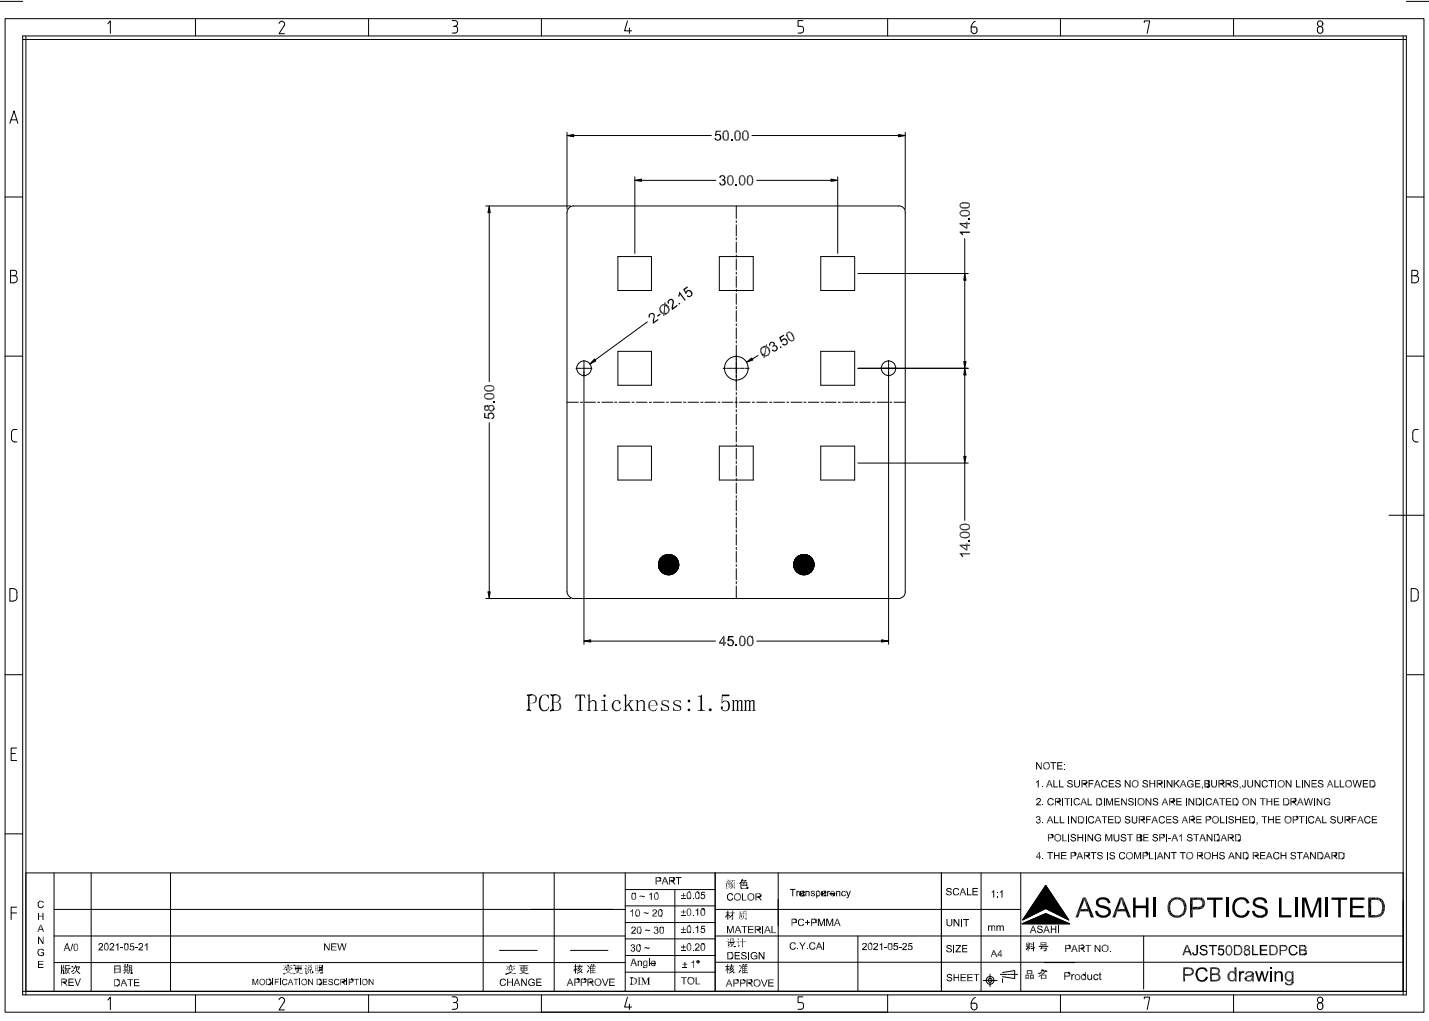 1 2 3 4 5 6 7 8
A
B B
C C
D D
E
F
50.00
30.00
14.00
2-Ø2.15
Ø3.50
58.00
14.00
45.00
PCB Thickness:1.5mm
NOTE:
1. ALL SURFACES NO SHRINKAGE,BURRS,JUNCTION LINES ALLOWED
2. CRITICAL DIMENSIONS ARE INDICATED ON THE DRAWING
3. ALL INDICATED SURFACES ARE POLISHED, THE OPTICAL SURFACE
POLISHING MUST BE SPI-A1 STANDARD
4. THE PARTS IS COMPLIANT TO ROHS AND REACH STANDARD
CHANGE
A/0 2021-05-21 NEW
版次 日期 变更说明 变更 核准
REV DATE MODIFICATION DESCRIPTION CHANGE APPROVE
PART
0 ~ 10 ±0.05
10 ~ 20 ±0.10
20 ~ 30 ±0.15
30 ~ ±0.20
Angle ± 1°
DIM TOL
颜色
COLOR Transparency
材质
MATERIAL PC+PMMA
设计
DESIGN C.Y.CAI 2021-05-25
核准
APPROVE
SCALE 1:1
UNIT mm
SIZE A4
SHEET
ASAHI
ASAHI OPTICS LIMITED
料号 PART NO. AJST50D8LEDPCB
品名 Product PCB drawing
1 2 3 4 5 6 7 8